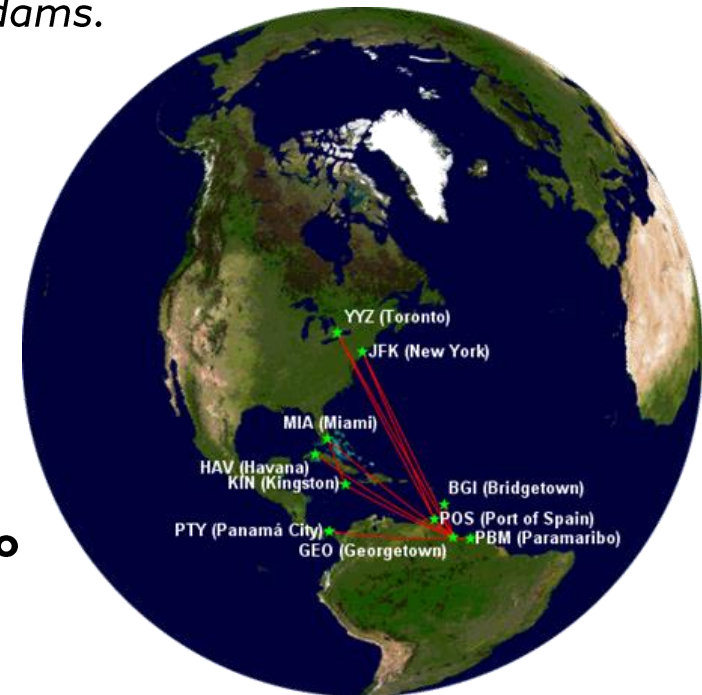 dams.
YYZ (Toronto)
JFK (New York)
MIA (Miami)
HAV (Havana)
KIN (Kingston)
BGI (Bridgetown)
POS (Port of Spain)
PTY (Panamá City)
PBM (Paramaribo)
GEO (Georgetown)
o